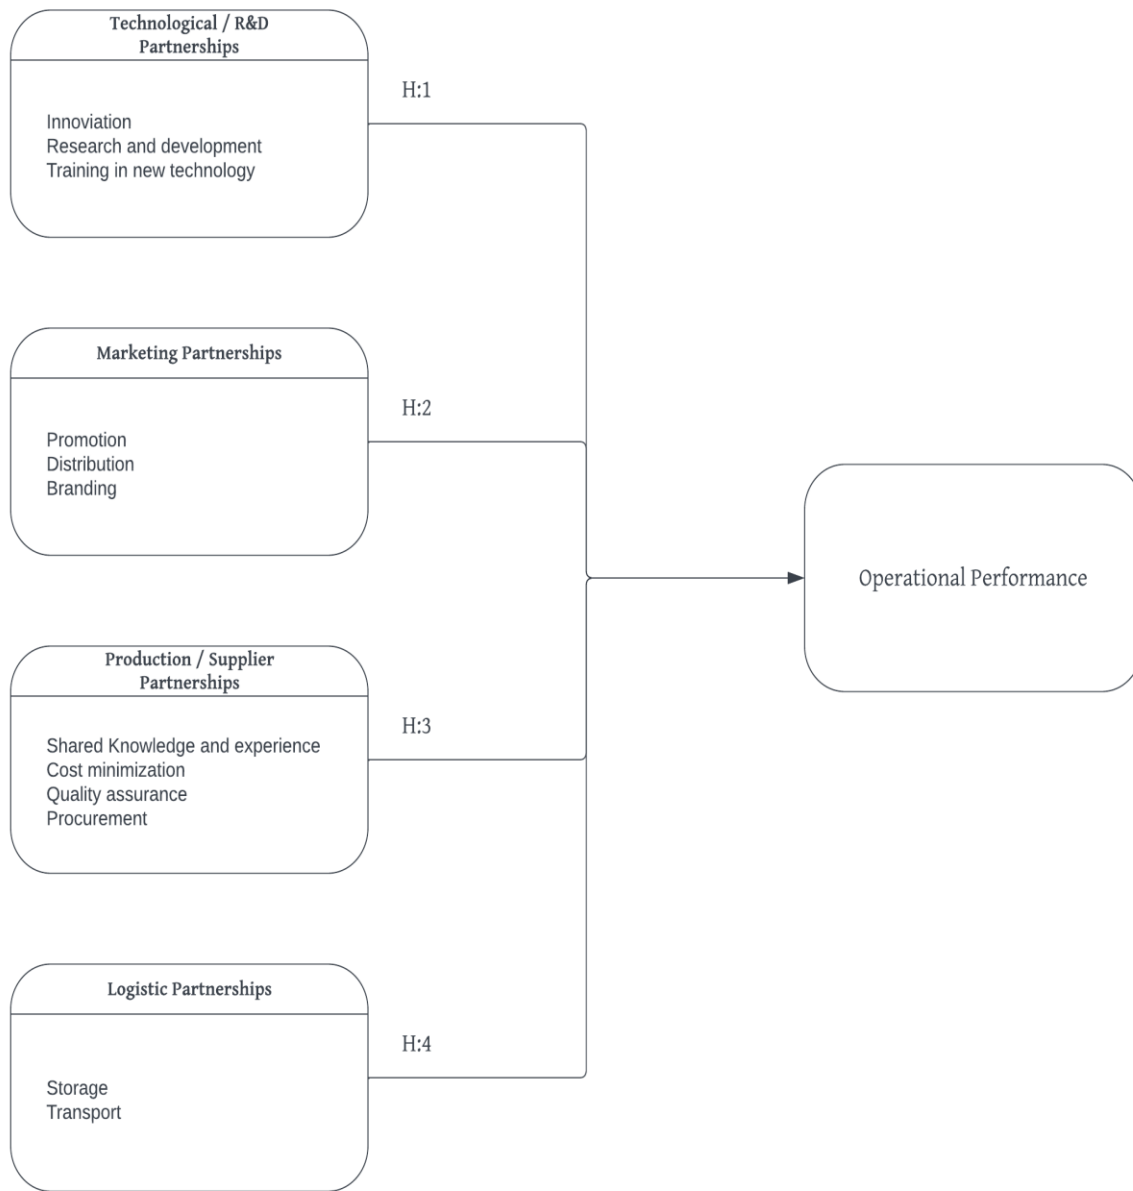 Technological / R&D
Partnerships
H:1
Innoviation
Research and development
Training in new technology
Marketing Partnerships
H:2
Promotion
Distribution
Branding
Operational Performance
Production / Supplier
Partnerships
H:3
Shared Knowledge and experience
Cost minimization
Quality assurance
Procurement
Logistic Partnerships
H:4
Storage
Transport